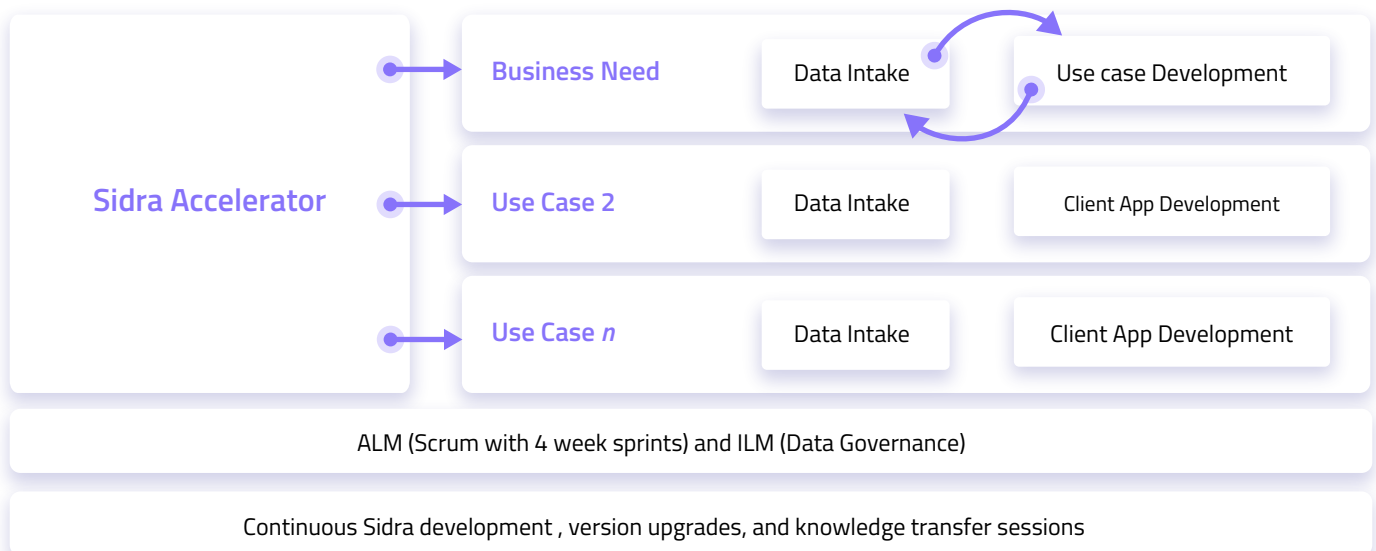 Business Need
Data Intake
Use case Development
Sidra Accelerator
Use Case 2
Data Intake
Client App Development
Use Case n
Data Intake
Client App Development
ALM (Scrum with 4 week sprints) and ILM (Data Governance)
Continuous Sidra development , version upgrades, and knowledge transfer sessions